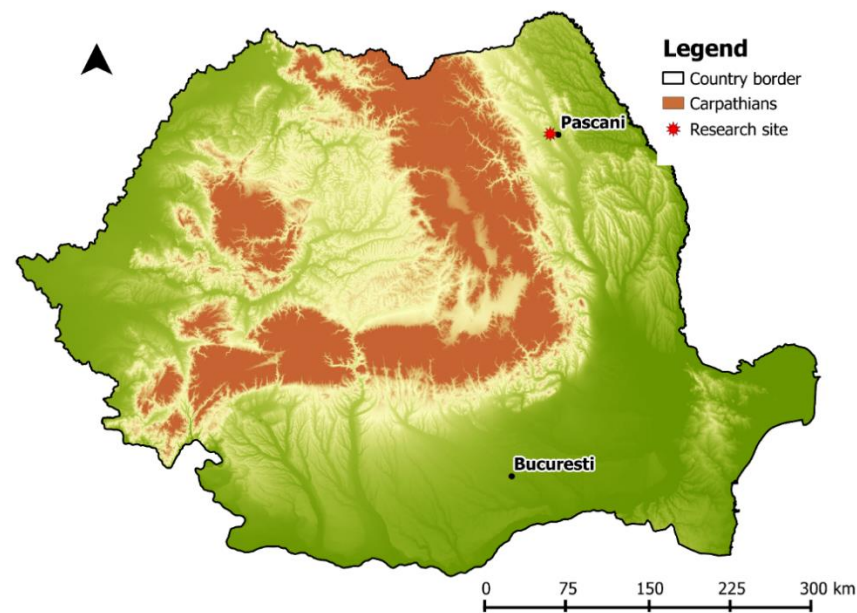 Legend
Country border
Carpathians
Research site
Pascani
Bucuresti
0 75 150 225 300 km